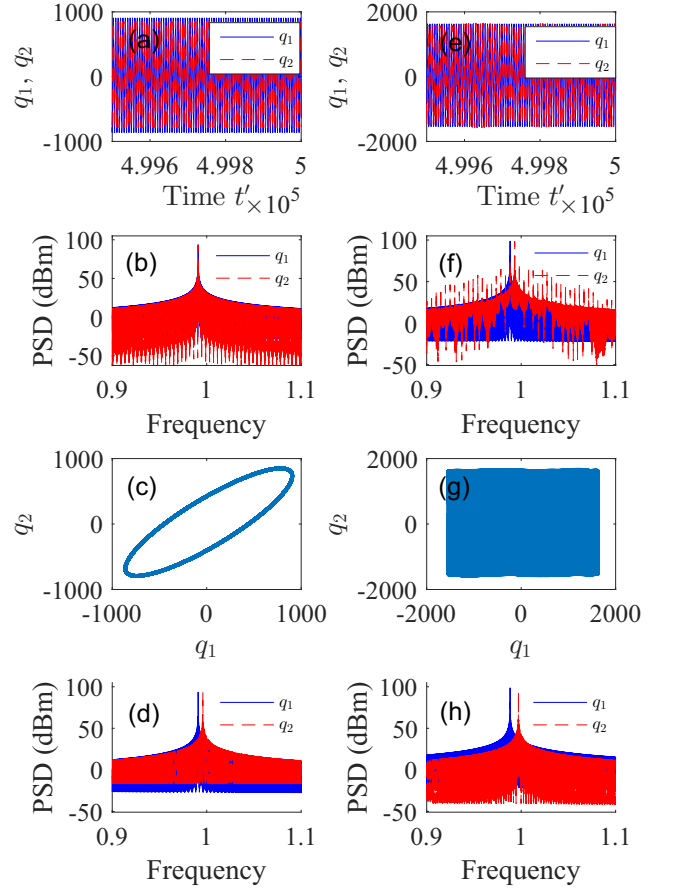 (a)
q1, q2
1000
0
-1000
q1
q2
4.996
4.998
5
Time t′×10^5
(e)
q1, q2
2000
0
-2000
q1
q2
4.996
4.998
5
Time t′×10^5
(b)
PSD (dBm)
100
50
0
-50
q1
q2
0.9
1
1.1
Frequency
(f)
PSD (dBm)
100
50
0
-50
q1
q2
0.9
1
1.1
Frequency
(c)
q2
1000
0
-1000
-1000
0
1000
q1
(g)
q2
2000
0
-2000
-2000
0
2000
q1
(d)
PSD (dBm)
100
50
0
-50
q1
q2
0.9
1
1.1
Frequency
(h)
PSD (dBm)
100
50
0
-50
q1
q2
0.9
1
1.1
Frequency